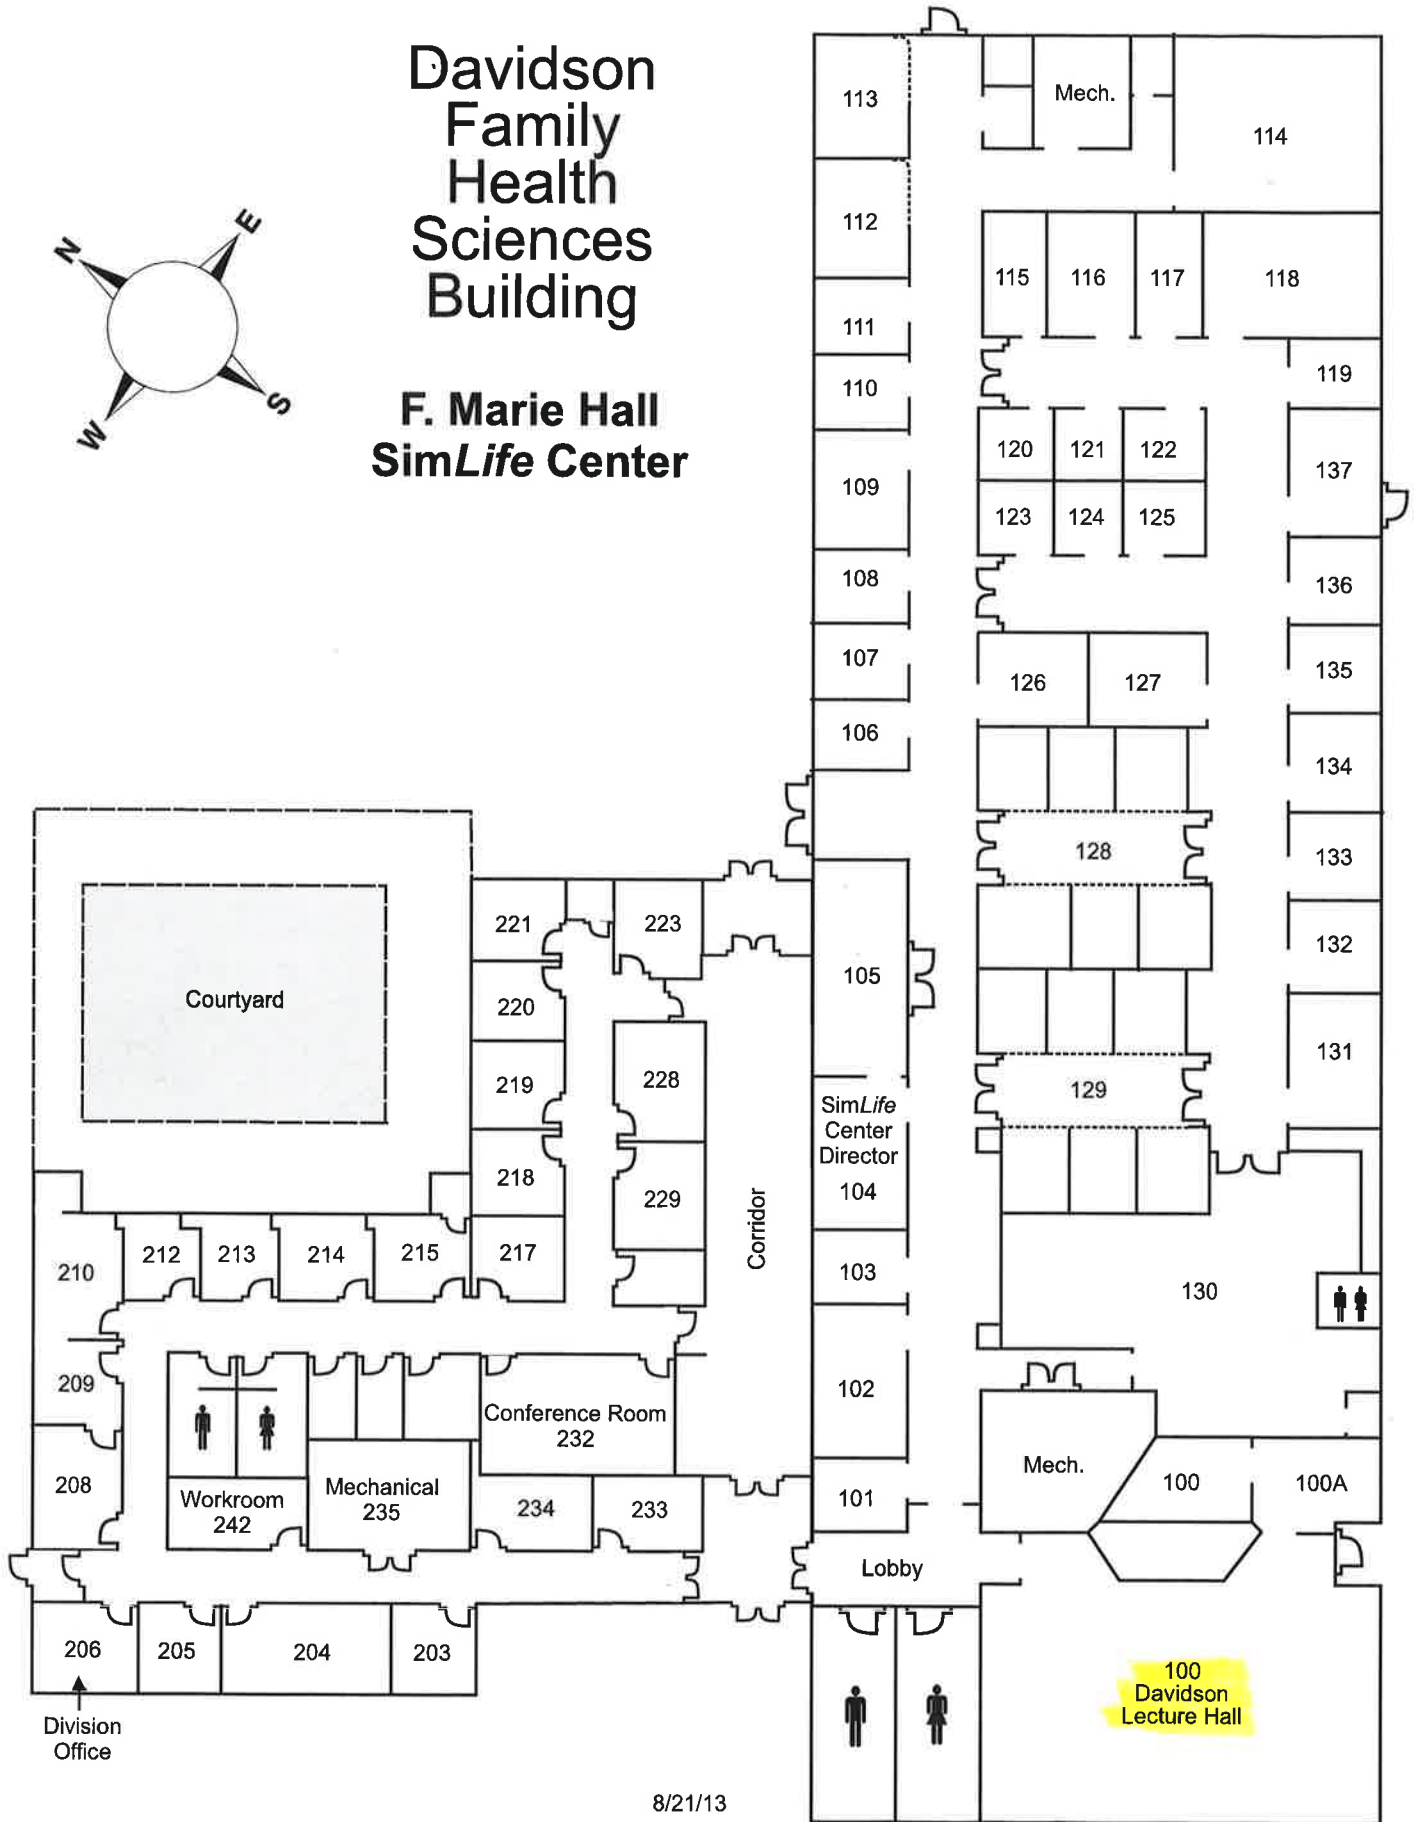 Davidson
Family
Health
Sciences
Building
F. Marie Hall
SimLife Center
N
E
S
W
113
Mech.
114
112
115
116
117
118
111
119
110
120
121
122
137
109
123
124
125
108
136
107
126
127
135
106
134
128
133
221
223
132
105
Courtyard
220
131
228
219
129
SimLife
Center
Director
104
218
229
Corridor
210
212
213
214
215
217
103
130
209
102
Conference Room
232
208
Workroom
242
Mechanical
235
234
233
101
Mech.
100
100A
Lobby
206
205
204
203
100
Davidson
Lecture Hall
Division
Office
8/21/13